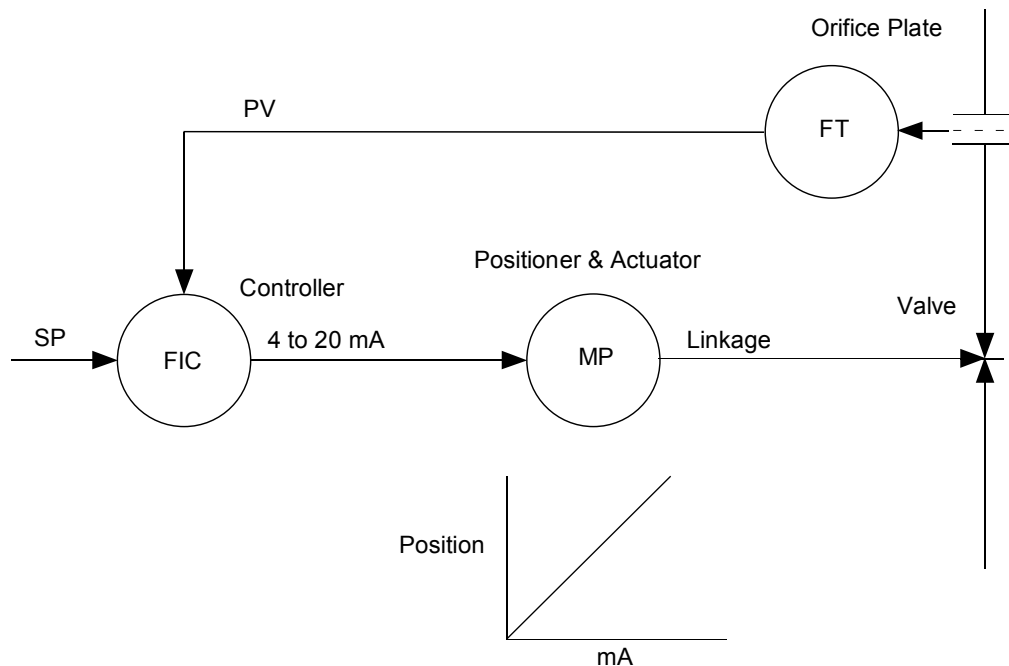 Orifice Plate
PV
FT
Positioner & Actuator
Controller
Valve
SP
4 to 20 mA
Linkage
FIC
MP
Position
mA